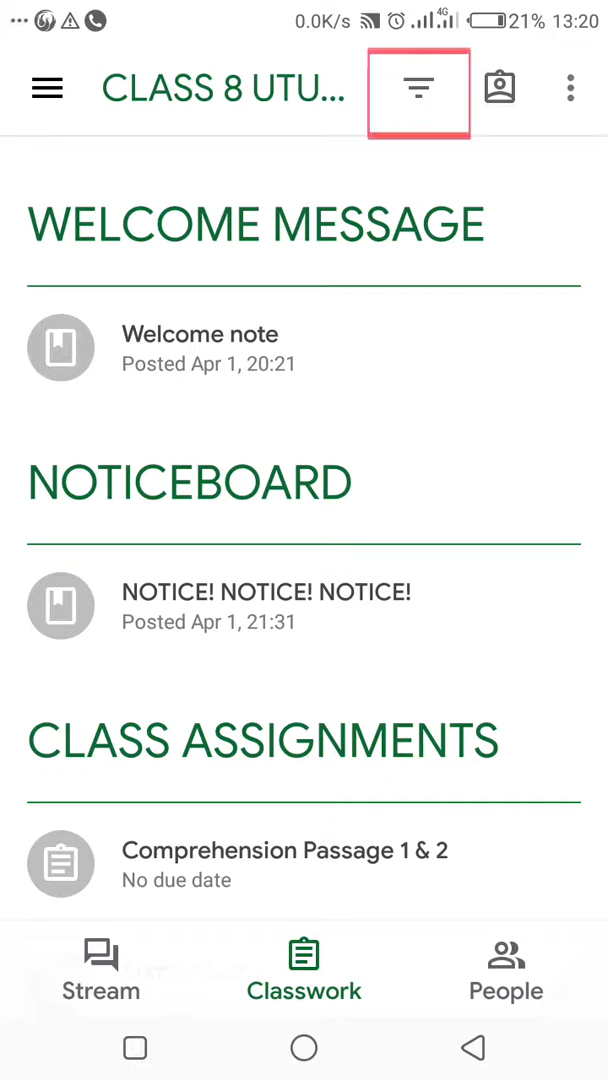 0.0K/s 4G 21% 13:20
CLASS 8 UTU...
WELCOME MESSAGE
Welcome note
Posted Apr 1, 20:21
NOTICEBOARD
NOTICE! NOTICE! NOTICE!
Posted Apr 1, 21:31
CLASS ASSIGNMENTS
Comprehension Passage 1 & 2
No due date
Stream Classwork People